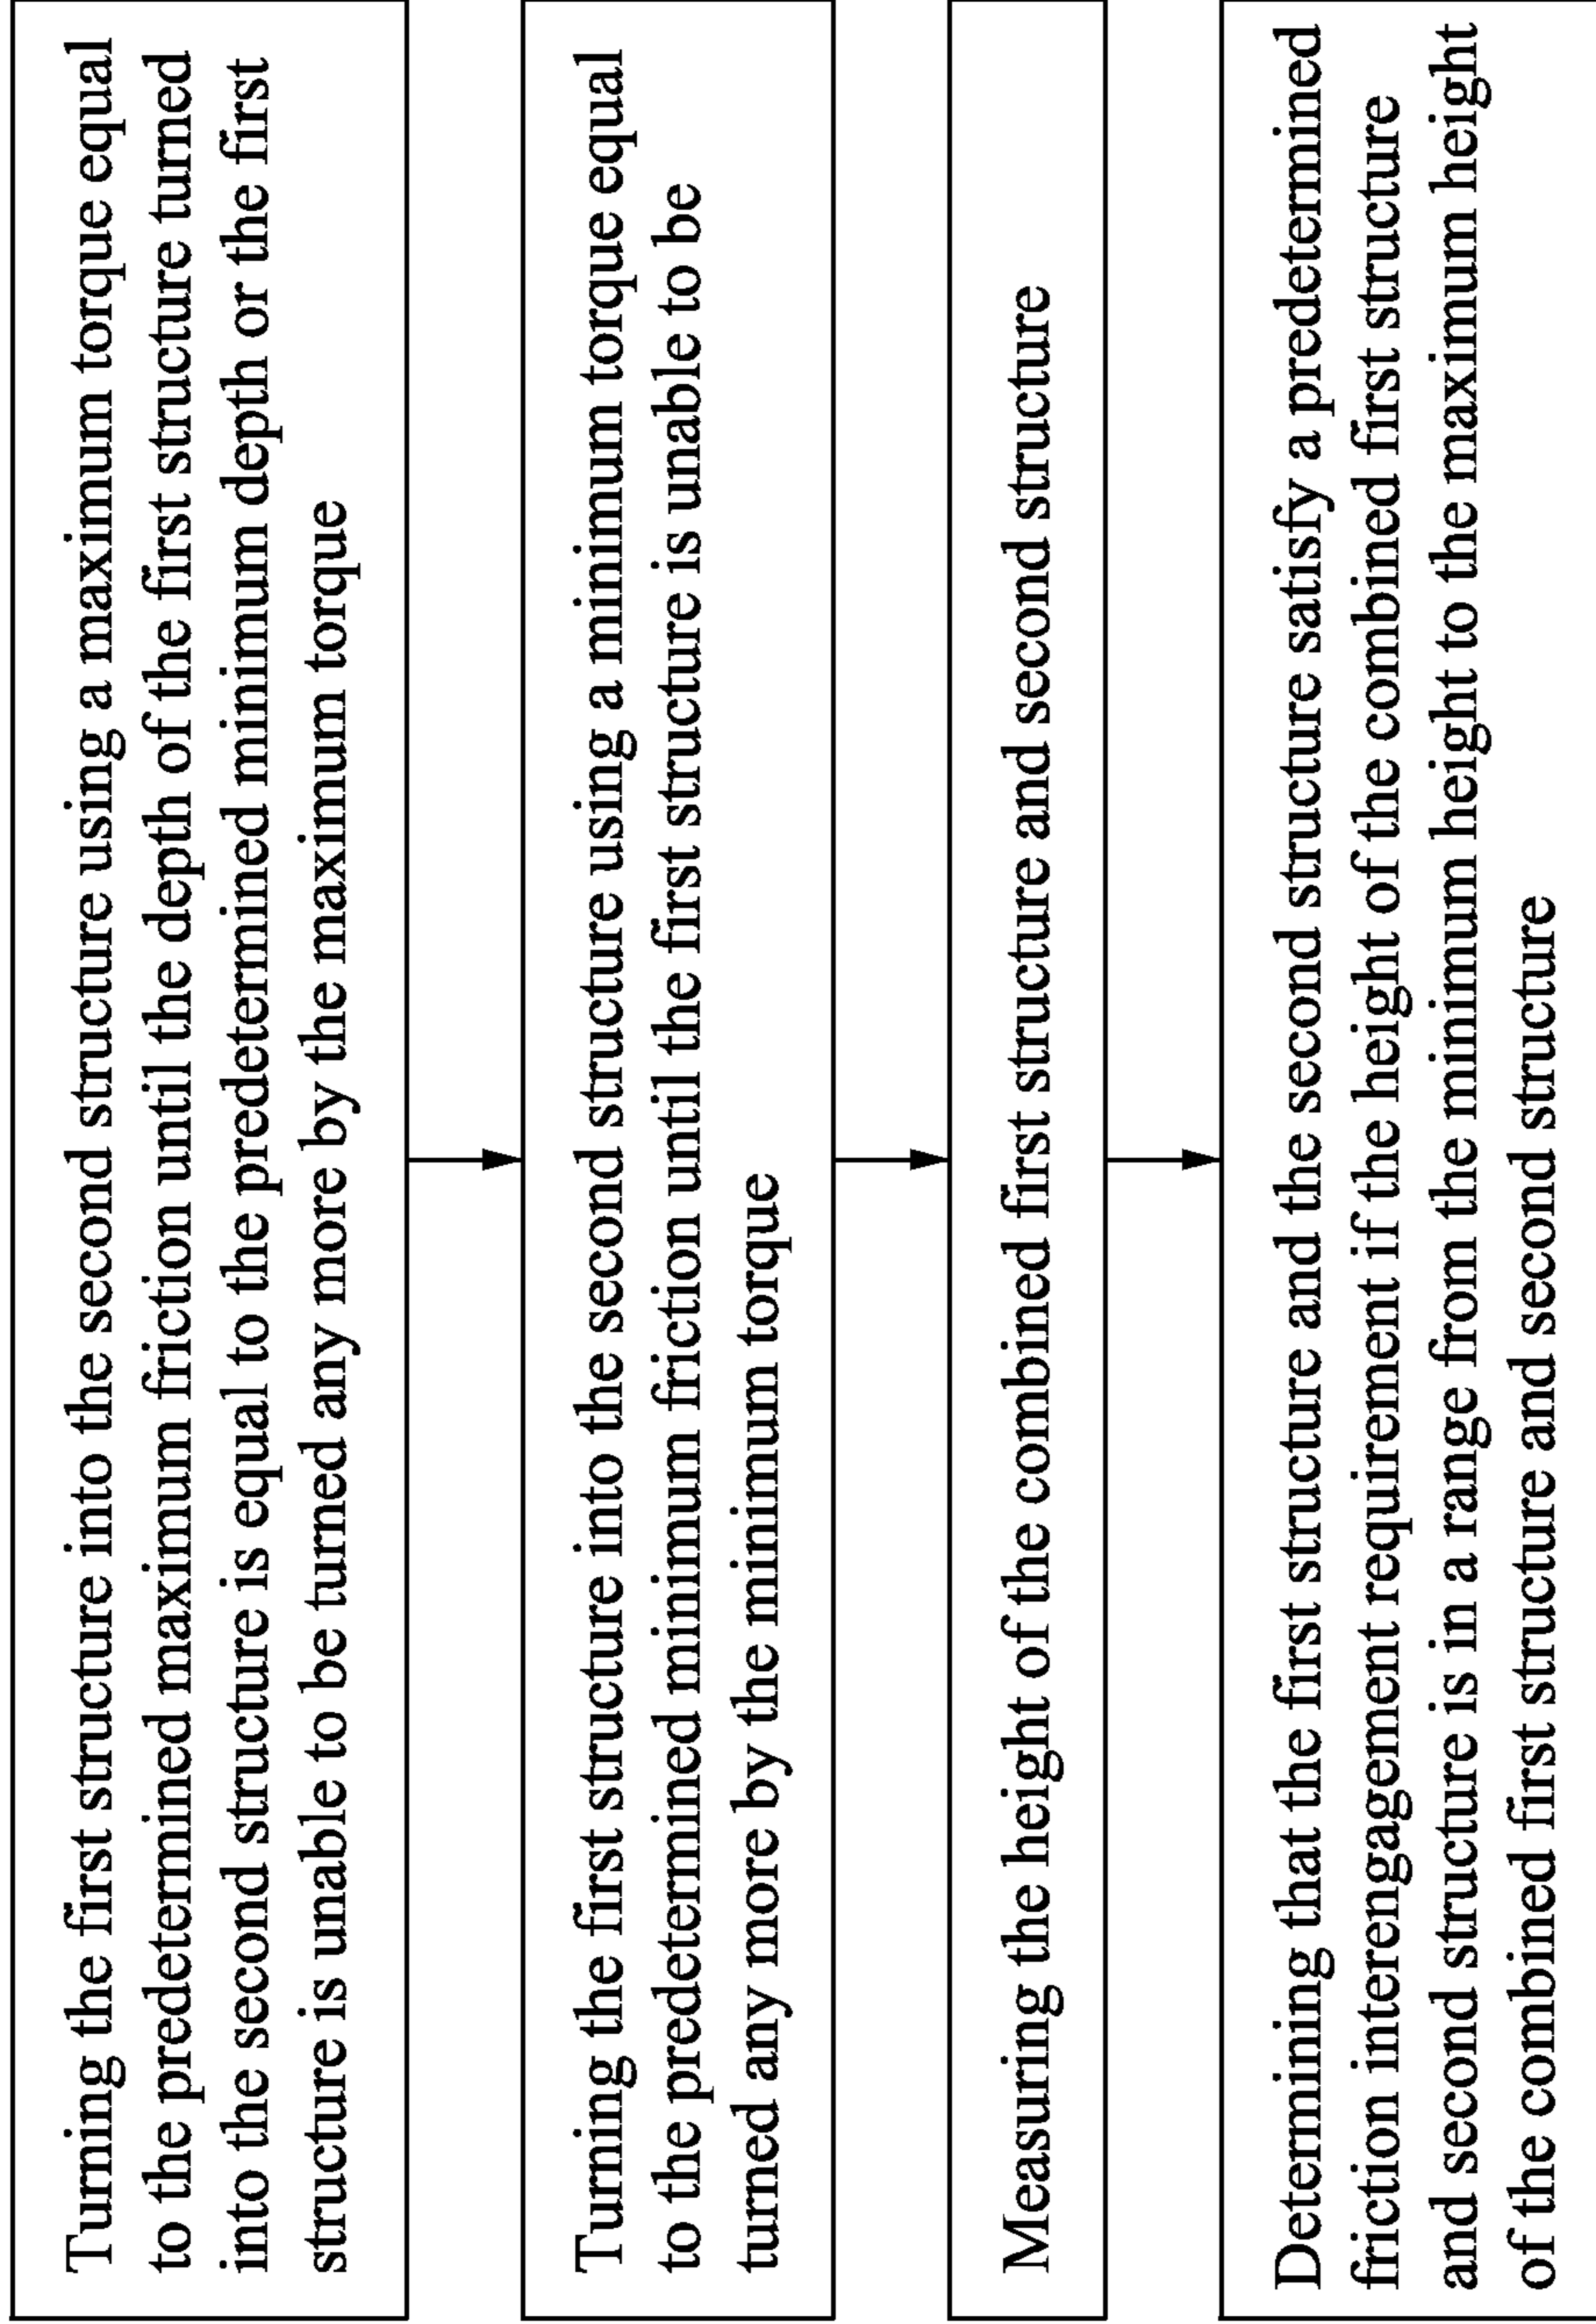 Turning the first structure into the second structure using a maximum torque equal
to the predetermined maximum friction until the depth of the first structure turned
into the second structure is equal to the predetermined minimum depth or the first
structure is unable to be turned any more by the maximum torque
Turning the first structure into the second structure using a minimum torque equal
to the predetermined minimum friction until the first structure is unable to be
turned any more by the minimum torque
Measuring the height of the combined first structure and second structure
Determining that the first structure and the second structure satisfy a predetermined
friction interengagement requirement if the height of the combined first structure
and second structure is in a range from the minimum height to the maximum height
of the combined first structure and second structure